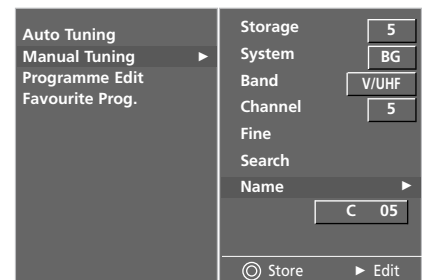 Auto Tuning
Manual Tuning ►
Programme Edit
Favourite Prog.
Storage 5
System BG
Band V/UHF
Channel 5
Fine
Search
Name ►
C 05
◎ Store ► Edit